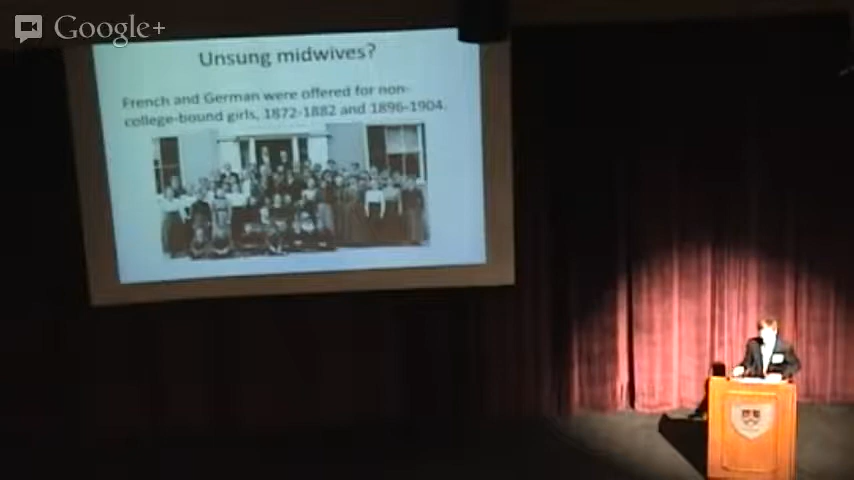 Google+
Unsung midwives?
French and German were offered for non-
college-bound girls, 1872-1882 and 1896-1904.